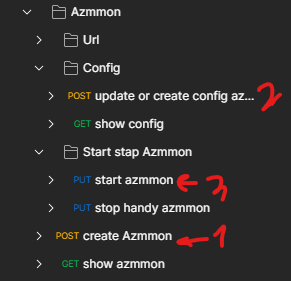 Azmmon
Url
Config
POST update or create config az... 2
GET show config
Start stap Azmmon
PUT start azmmon 3
PUT stop handy azmmon
POST create Azmmon 1
GET show azmmon